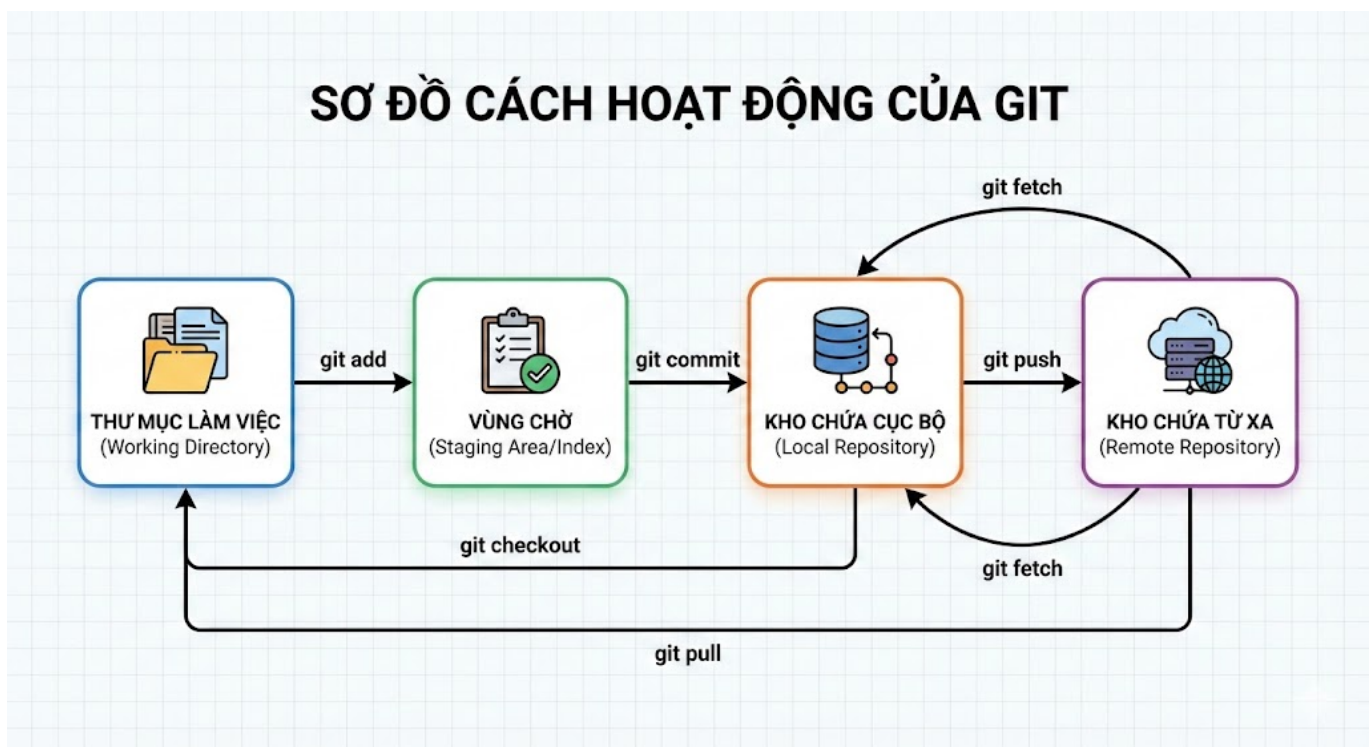 SƠ ĐỒ CÁCH HOẠT ĐỘNG CỦA GIT
git fetch
git add
git commit
git push
THƯ MỤC LÀM VIỆC
(Working Directory)
VÙNG CHỜ
(Staging Area/Index)
KHO CHỨA CỤC BỘ
(Local Repository)
KHO CHỨA TỪ XA
(Remote Repository)
git checkout
git fetch
git pull